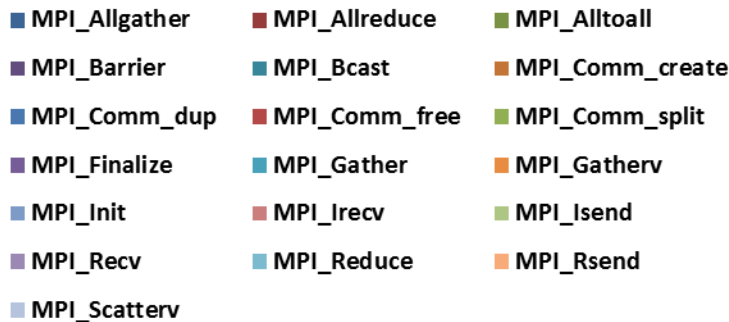 MPI_Allgather MPI_Allreduce MPI_Alltoall
MPI_Barrier MPI_Bcast MPI_Comm_create
MPI_Comm_dup MPI_Comm_free MPI_Comm_split
MPI_Finalize MPI_Gather MPI_Gatherv
MPI_Init MPI_Irecv MPI_Isend
MPI_Recv MPI_Reduce MPI_Rsend
MPI_Scatterv